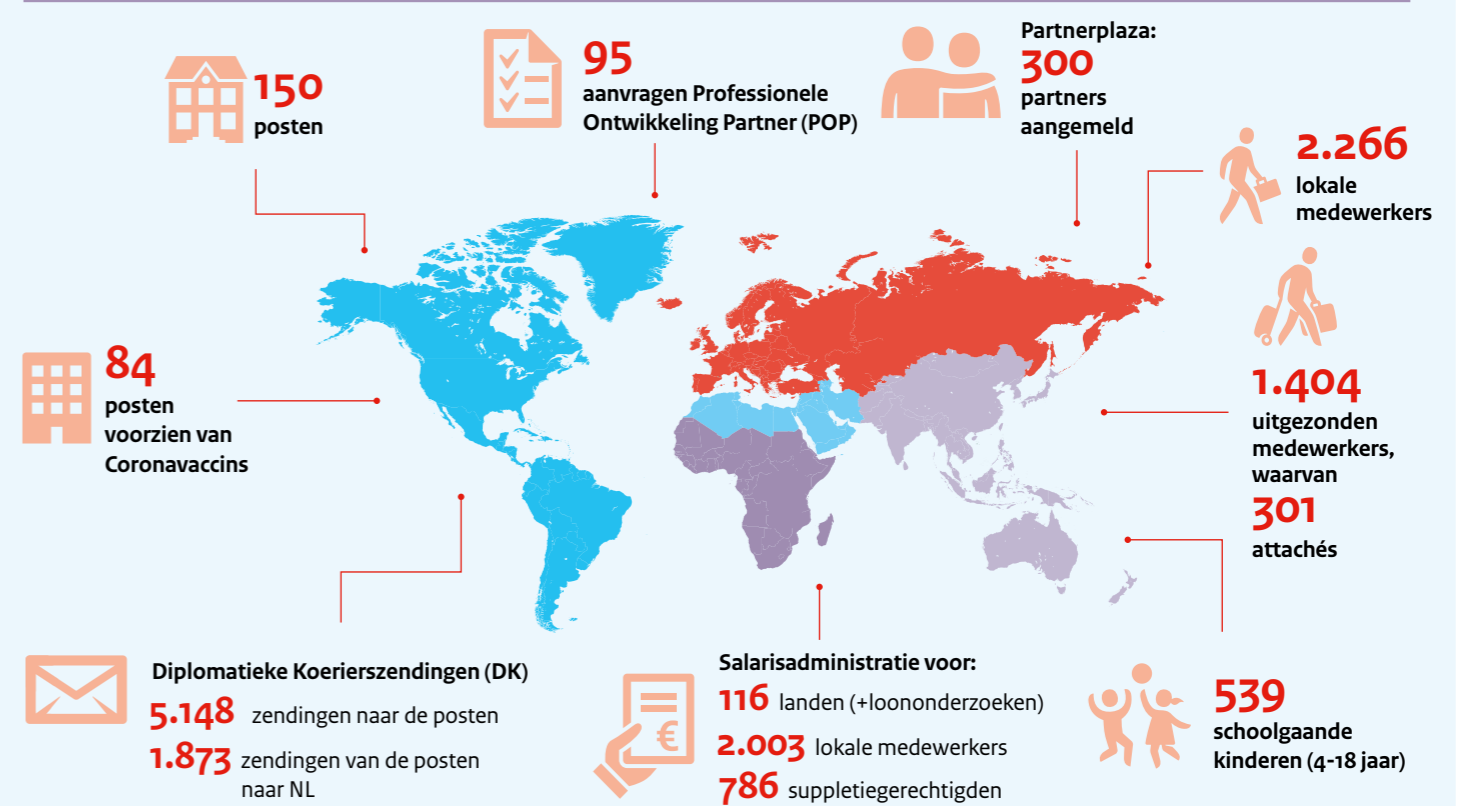 150
posten
95
aanvragen Professionele
Ontwikkeling Partner (POP)
Partnerplaza:
300
partners
aangemeld
2.266
lokale
medewerkers
84
posten
voorzien van
Coronavaccins
1.404
uitgezonden
medewerkers,
waarvan
301
attachés
Diplomatieke Koerierszendingen (DK)
5.148 zendingen naar de posten
1.873 zendingen van de posten
naar NL
Salarisadministratie voor:
116 landen (+loononderzoeken)
2.003 lokale medewerkers
786 suppletiegerechtigden
€
539
schoolgaande
kinderen (4-18 jaar)